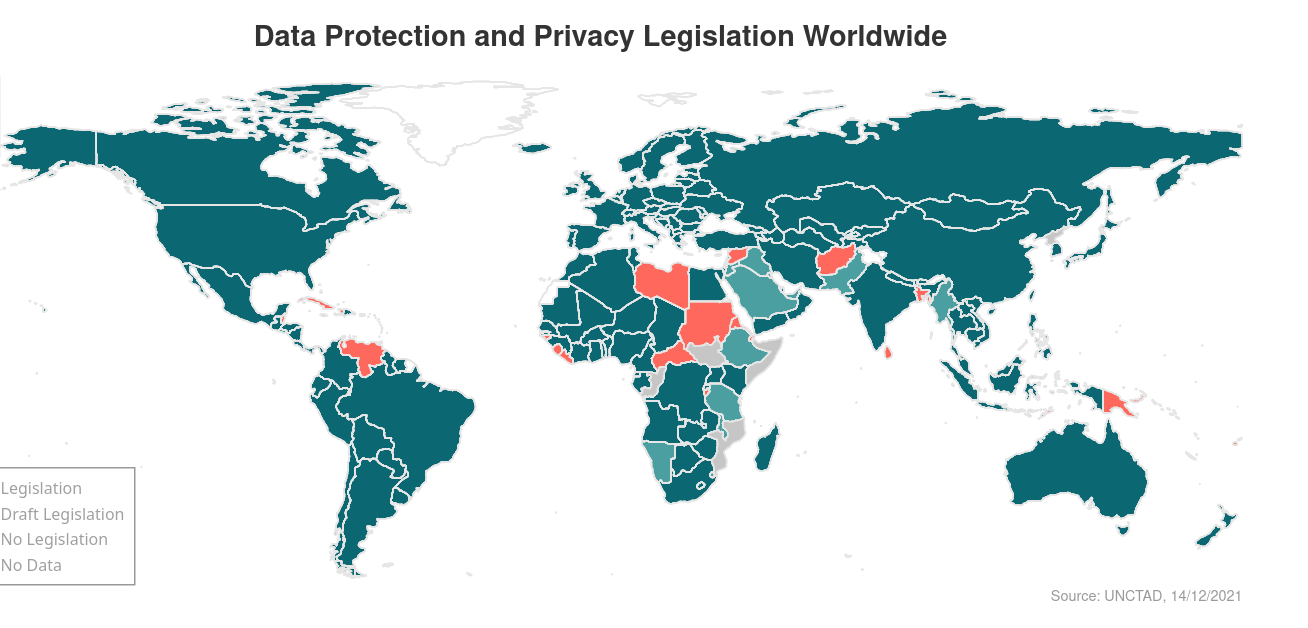 Data Protection and Privacy Legislation Worldwide
Legislation
Draft Legislation
No Legislation
No Data
Source: UNCTAD, 14/12/2021